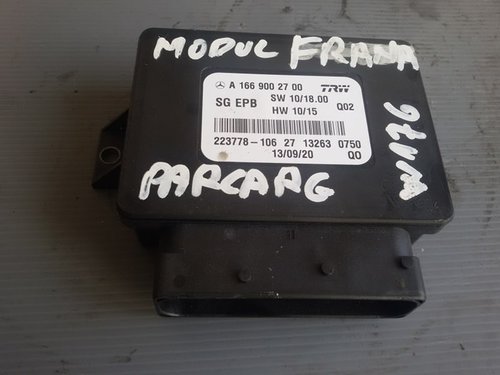 MODUL FRANA
A 166 900 27 00
TRW
SG EPB
SW 10/18.00
Q02
HW 10/15
223778-106 27 13263 0750
13/09/20
QO
PARCARG
W176